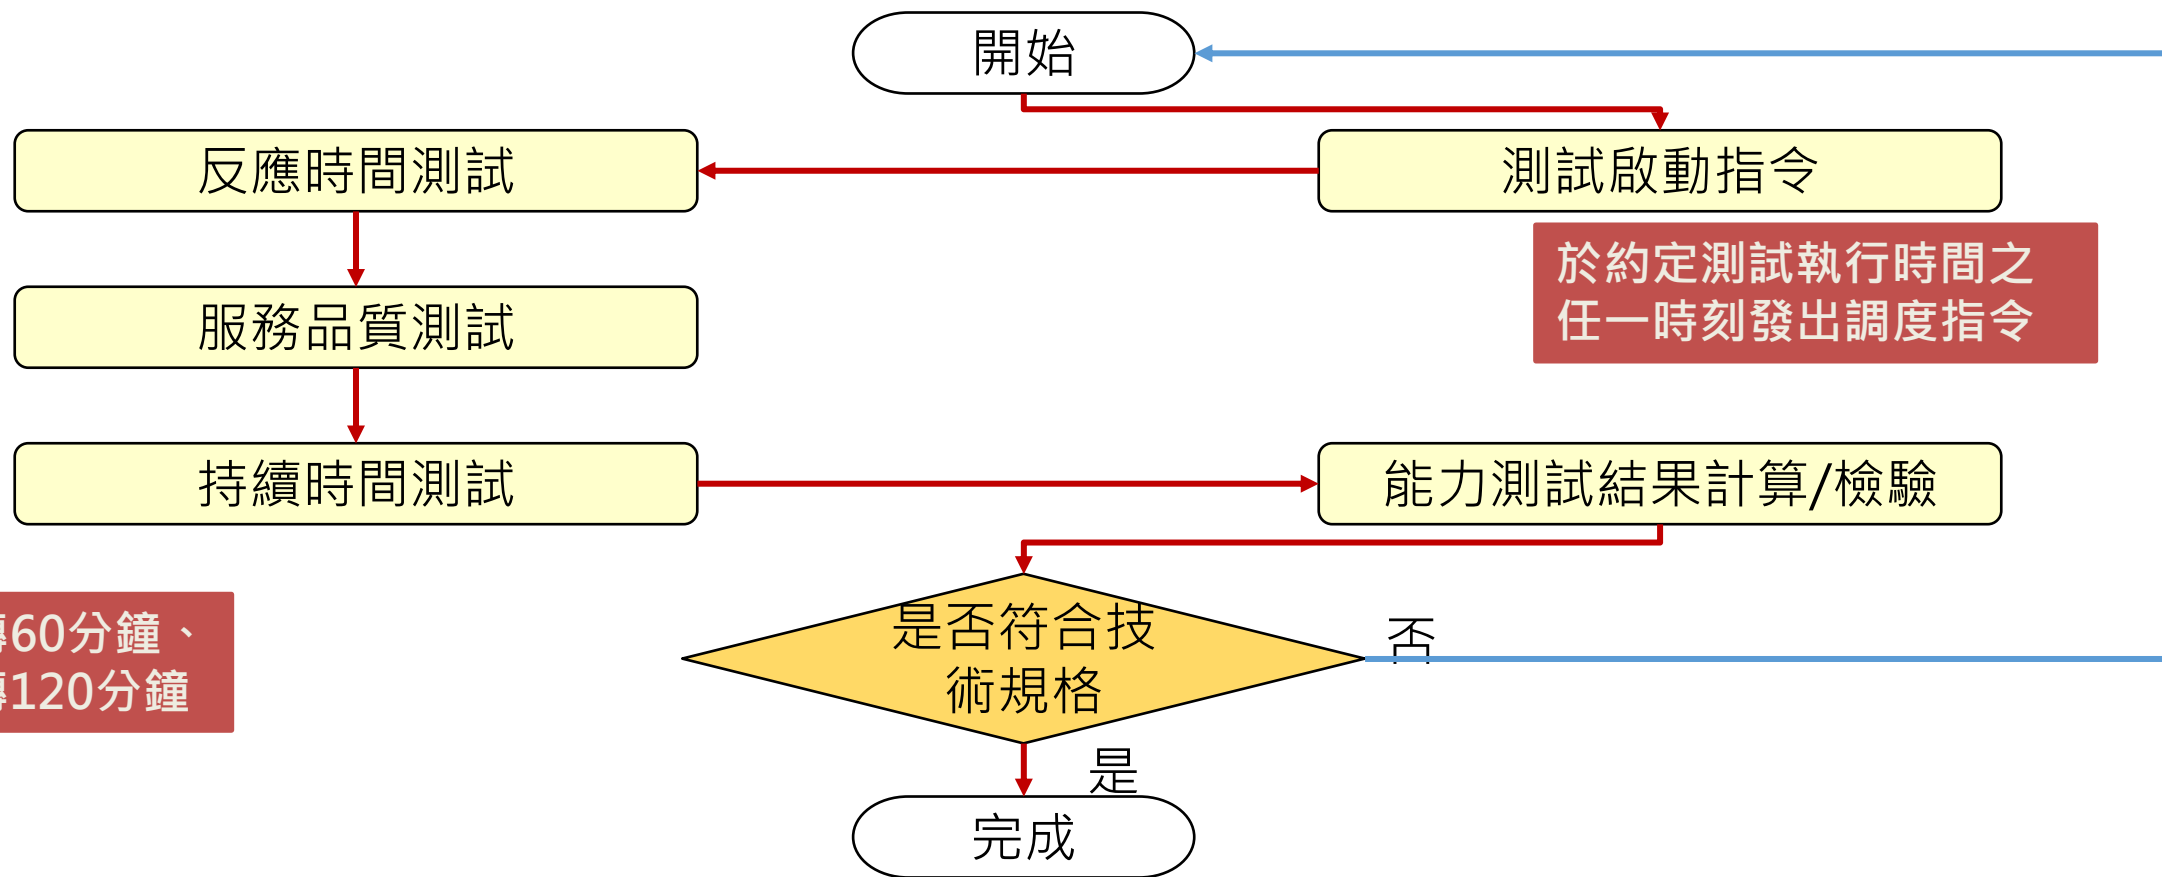 開始
反應時間測試
測試啟動指令
於約定測試執行時間之
任一時刻發出調度指令
服務品質測試
持續時間測試
能力測試結果計算/檢驗
60分鐘、
120分鐘
是否符合技
術規格
否
是
完成